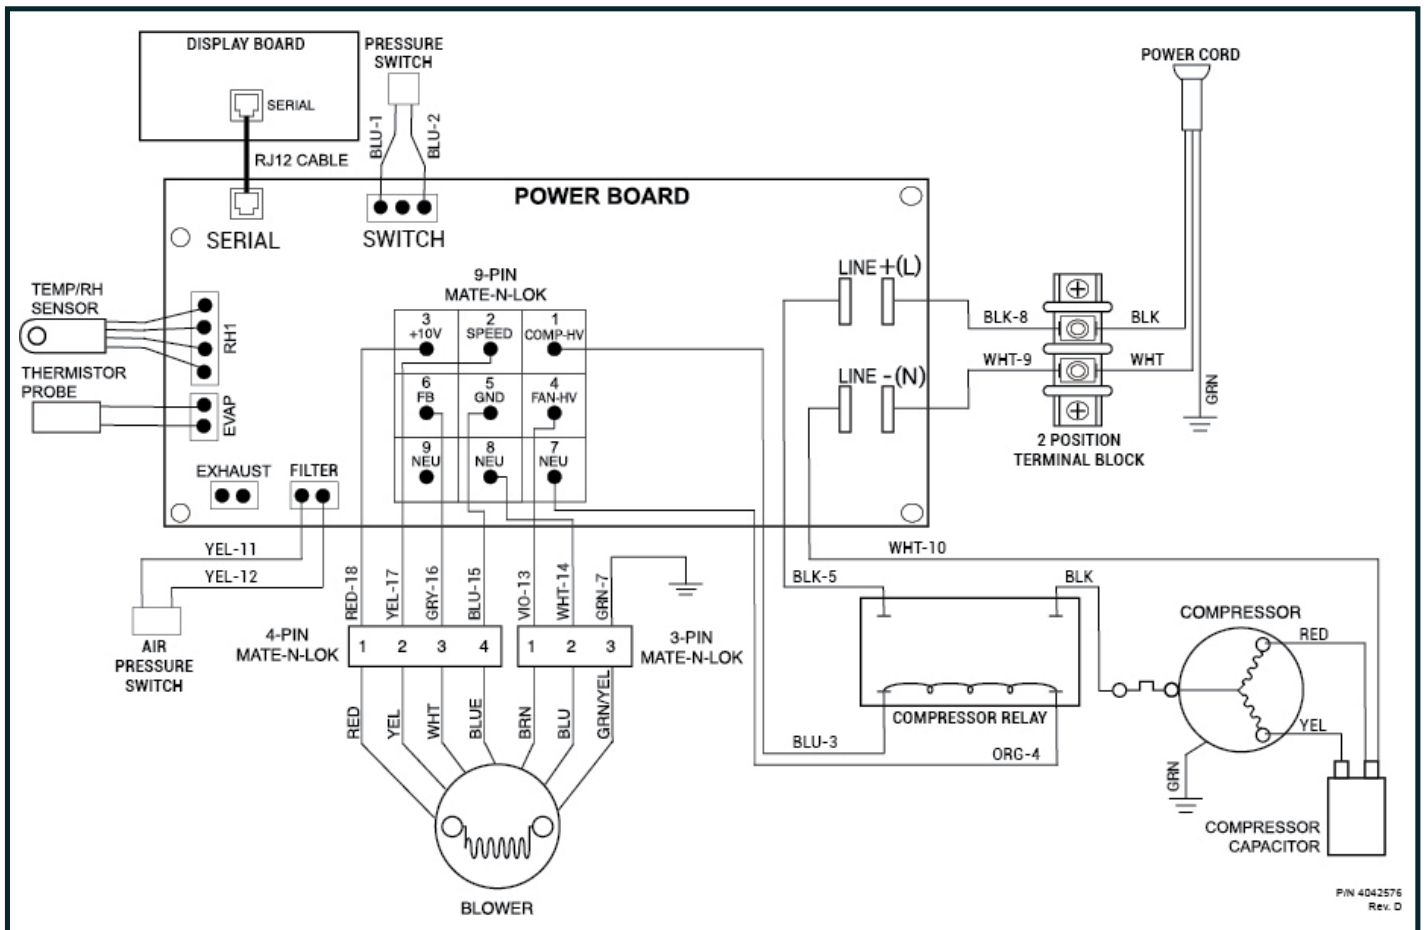 DISPLAY BOARD
SERIAL
RJ12 CABLE
PRESSURE
SWITCH
BLU-1
BLU-2
POWER CORD
POWER BOARD
SERIAL
SWITCH
TEMP/RH
SENSOR
RH1
THERMISTOR
PROBE
EVAP
EXHAUST
FILTER
9-PIN
MATE-N-LOK
3
+10V
2
SPEED
1
COMP-HV
6
FB
5
GND
4
FAN-HV
9
NEU
8
NEU
7
NEU
LINE +(L)
LINE -(N)
BLK-8
BLK
WHT-9
WHT
GRN
2 POSITION
TERMINAL BLOCK
YEL-11
YEL-12
AIR
PRESSURE
SWITCH
RED-18
YEL-17
GRY-16
BLU-15
VIO-13
WHT-14
GRN-7
4-PIN
MATE-N-LOK
1 2 3 4
1 2 3
3-PIN
MATE-N-LOK
RED
YEL
WHT
BLUE
BRN
BLU
GRN/YEL
BLOWER
WHT-10
BLK-5
BLK
COMPRESSOR RELAY
BLU-3
ORG-4
COMPRESSOR
RED
YEL
GRN
COMPRESSOR
CAPACITOR
P/N 4042576
Rev. D